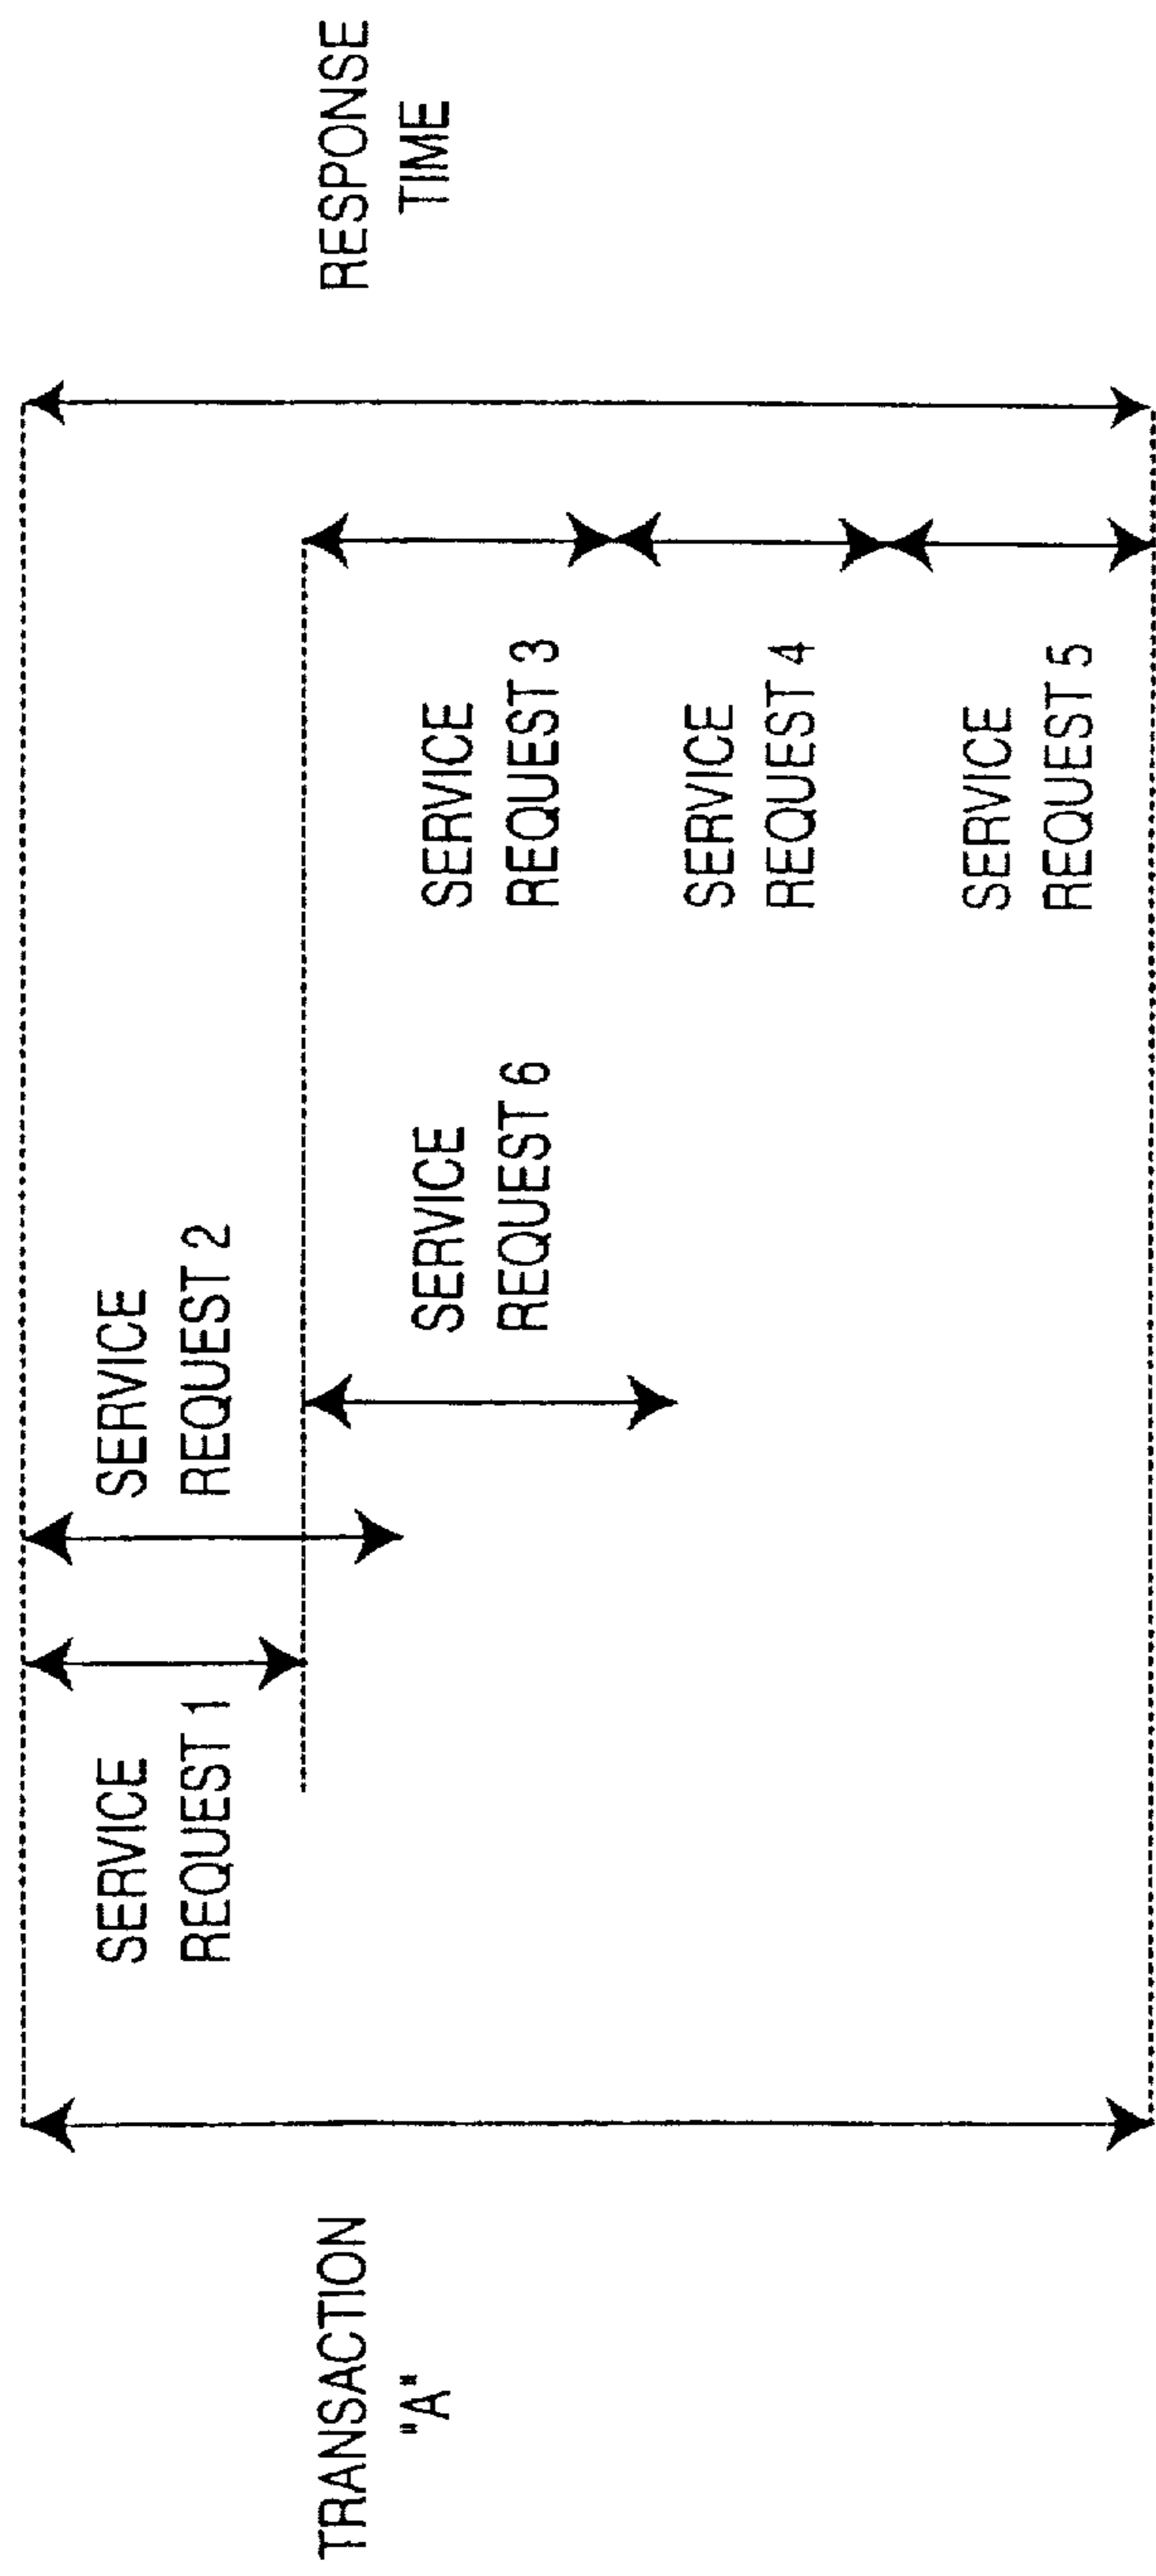 TRANSACTION
"A"
SERVICE
REQUEST 1
SERVICE
REQUEST 2
SERVICE
REQUEST 6
SERVICE
REQUEST 3
SERVICE
REQUEST 4
SERVICE
REQUEST 5
RESPONSE
TIME